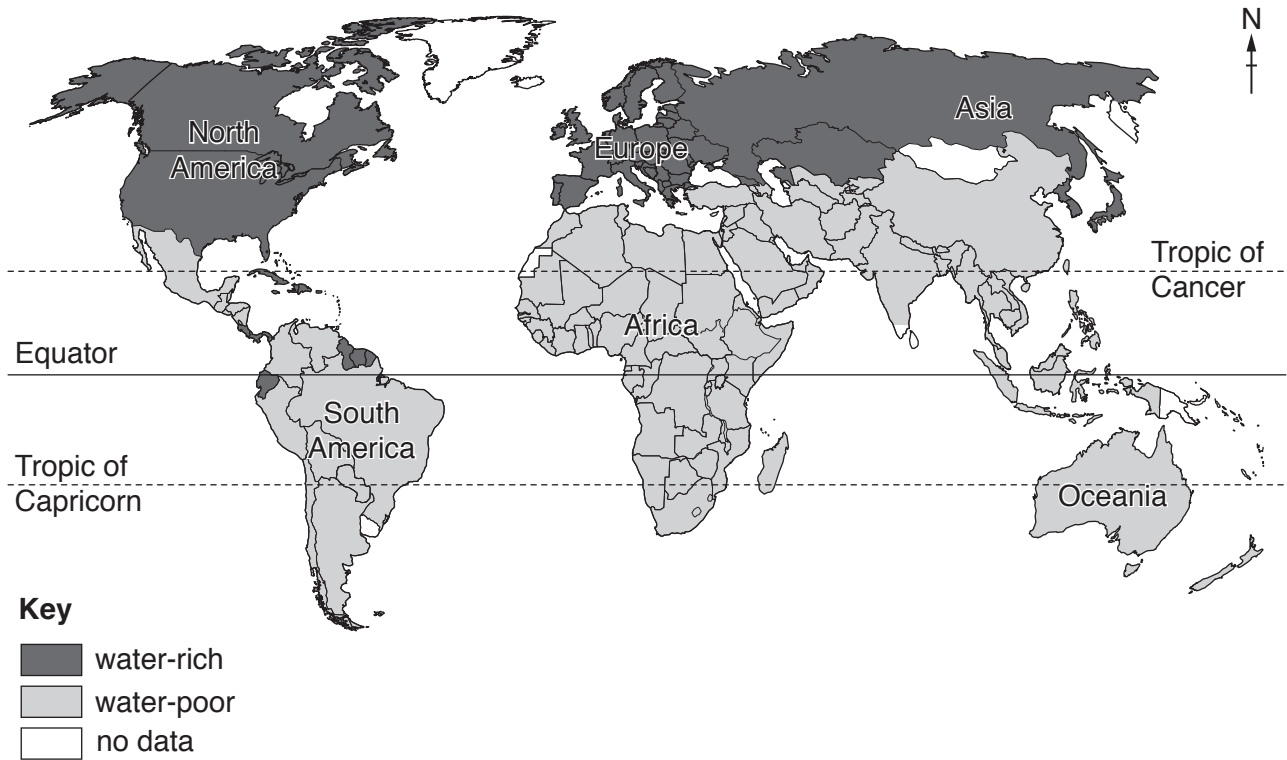 N
North
America
Europe
Asia
Tropic of
Cancer
Africa
Equator
South
America
Tropic of
Capricorn
Oceania
Key
water-rich
water-poor
no data